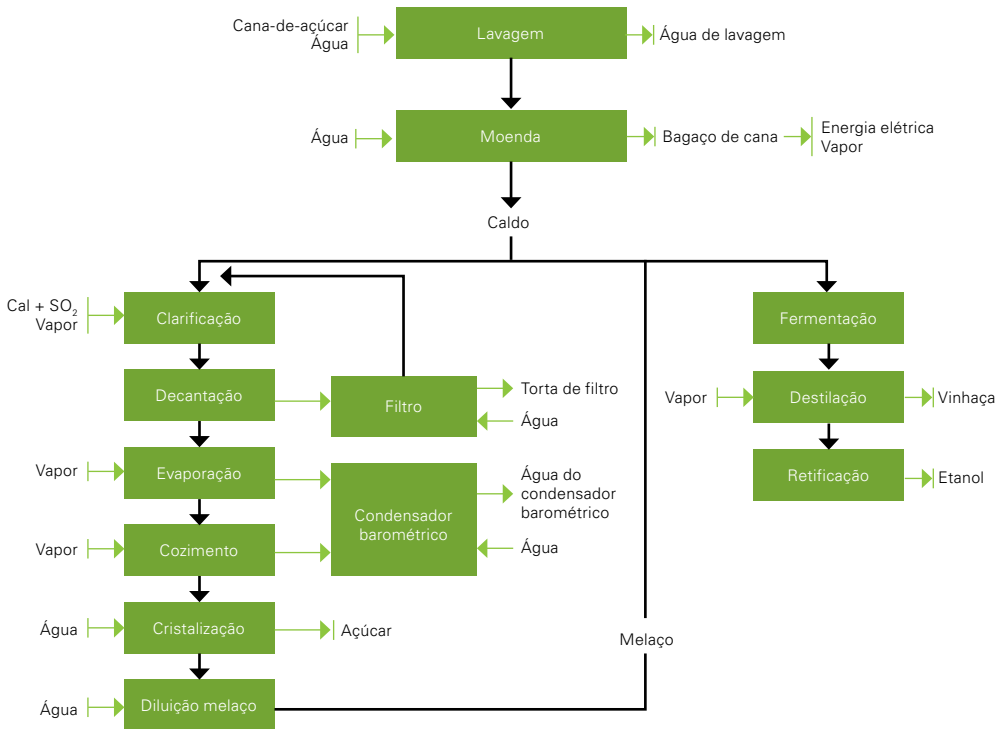 Cana-de-açúcar
Água
Lavagem
Água de lavagem
Água
Moenda
Bagaço de cana
Energia elétrica
Vapor
Caldo
Cal + SO₂
Vapor
Clarificação
Fermentação
Decantação
Filtro
Torta de filtro
Água
Vapor
Destilação
Vinhaça
Vapor
Evaporação
Condensador
barométrico
Água do
condensador
barométrico
Água
Retificação
Etanol
Vapor
Cozimento
Água
Cristalização
Açúcar
Melaço
Água
Diluição melaço